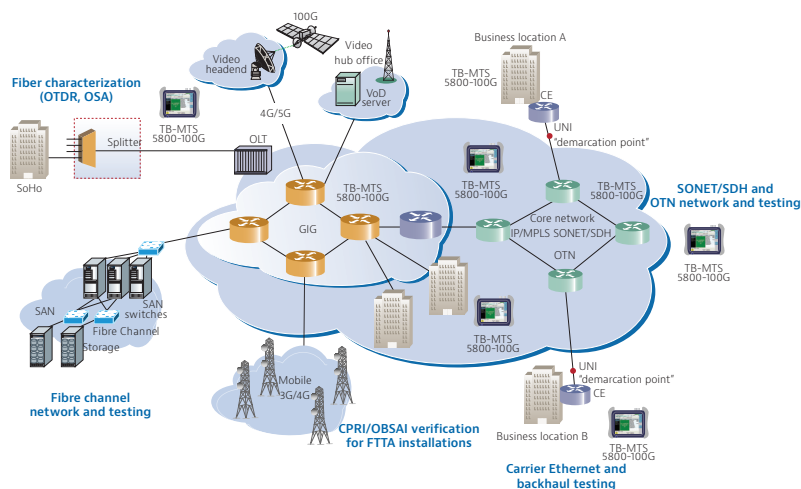 100G
Video
headend
Video
hub office
TB-MTS
5800-100G
VoD
server
4G/5G
Business location A
TB-MTS
5800-100G
CE
UNI
"demarcation point"
Fiber characterization
(OTDR, OSA)
TB-MTS
5800-100G
Splitter
OLT
SoHo
TB-MTS
5800-100G
TB-MTS
5800-100G
TB-MTS
5800-100G
SONET/SDH and
OTN network and testing
GIG
Core network
IP/MPLS SONET/SDH
OTN
TB-MTS
5800-100G
SAN
SAN
switches
Fibre Channel
Storage
Fibre channel
network and testing
Mobile
3G/4G
TB-MTS
5800-100G
CPRI/OBSAI verification
for FTTA installations
UNI
"demarcation point"
CE
Business location B
TB-MTS
5800-100G
Carrier Ethernet and
backhaul testing